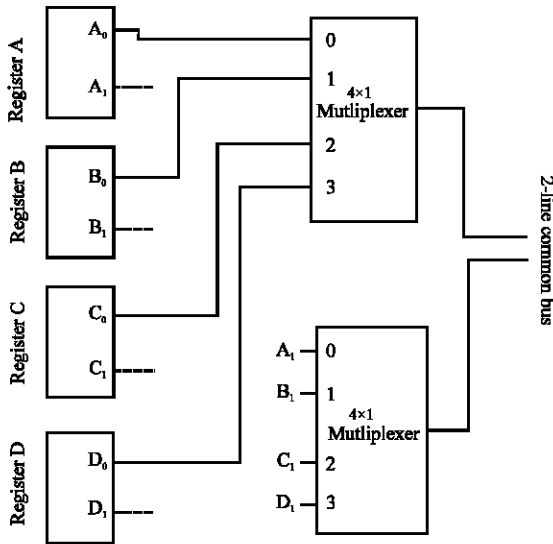 Register A
A₀
A₁
Register B
B₀
B₁
Register C
C₀
C₁
Register D
D₀
D₁
0
1
4×1
Mutliplexer
2
3
A₁
0
B₁
1
4×1
Mutliplexer
C₁
2
D₁
3
2-line common bus